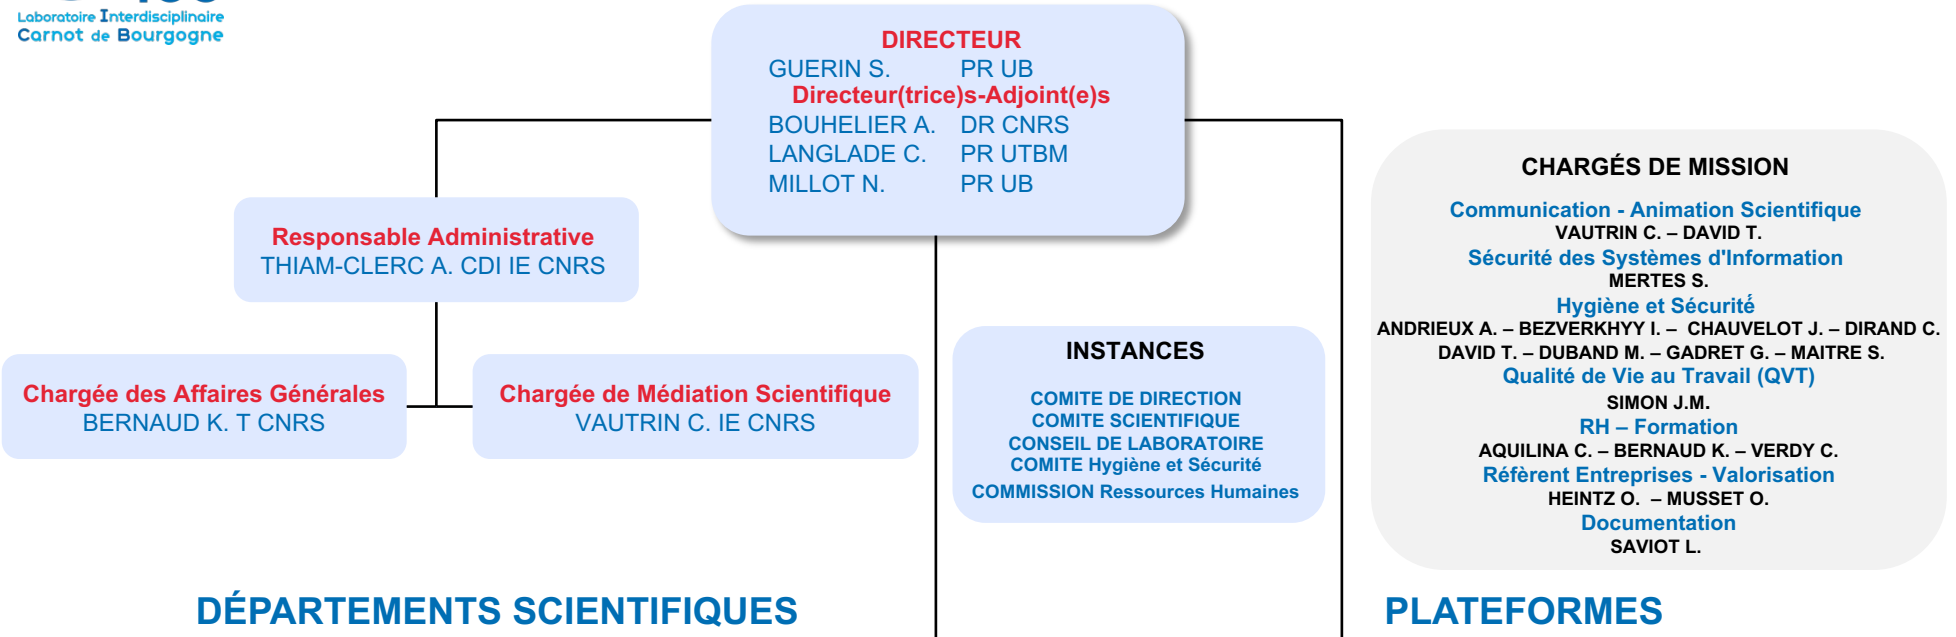 Laboratoire Interdisciplinaire
Carnot de Bourgogne
DIRECTEUR
GUERIN S. PR UB
Directeur(trice)s-Adjoint(e)s
BOUHELIER A. DR CNRS
LANGLADE C. PR UTBM
MILLOT N. PR UB
Responsable Administrative
THIAM-CLERC A. CDI IE CNRS
Chargée des Affaires Générales
BERNAUD K. T CNRS
Chargée de Médiation Scientifique
VAUTRIN C. IE CNRS
INSTANCES
COMITE DE DIRECTION
COMITE SCIENTIFIQUE
CONSEIL DE LABORATOIRE
COMITE Hygiène et Sécurité
COMMISSION Ressources Humaines
CHARGÉS DE MISSION
Communication - Animation Scientifique
VAUTRIN C. – DAVID T.
Sécurité des Systèmes d'Information
MERTES S.
Hygiène et Sécurité
ANDRIEUX A. – BEZVERKHYY I. – CHAUVELOT J. – DIRAND C.
DAVID T. – DUBAND M. – GADRET G. – MAITRE S.
Qualité de Vie au Travail (QVT)
SIMON J.M.
RH – Formation
AQUILINA C. – BERNAUD K. – VERDY C.
Réfèrent Entreprises - Valorisation
HEINTZ O. – MUSSET O.
Documentation
SAVIOT L.
DÉPARTEMENTS SCIENTIFIQUES
PLATEFORMES